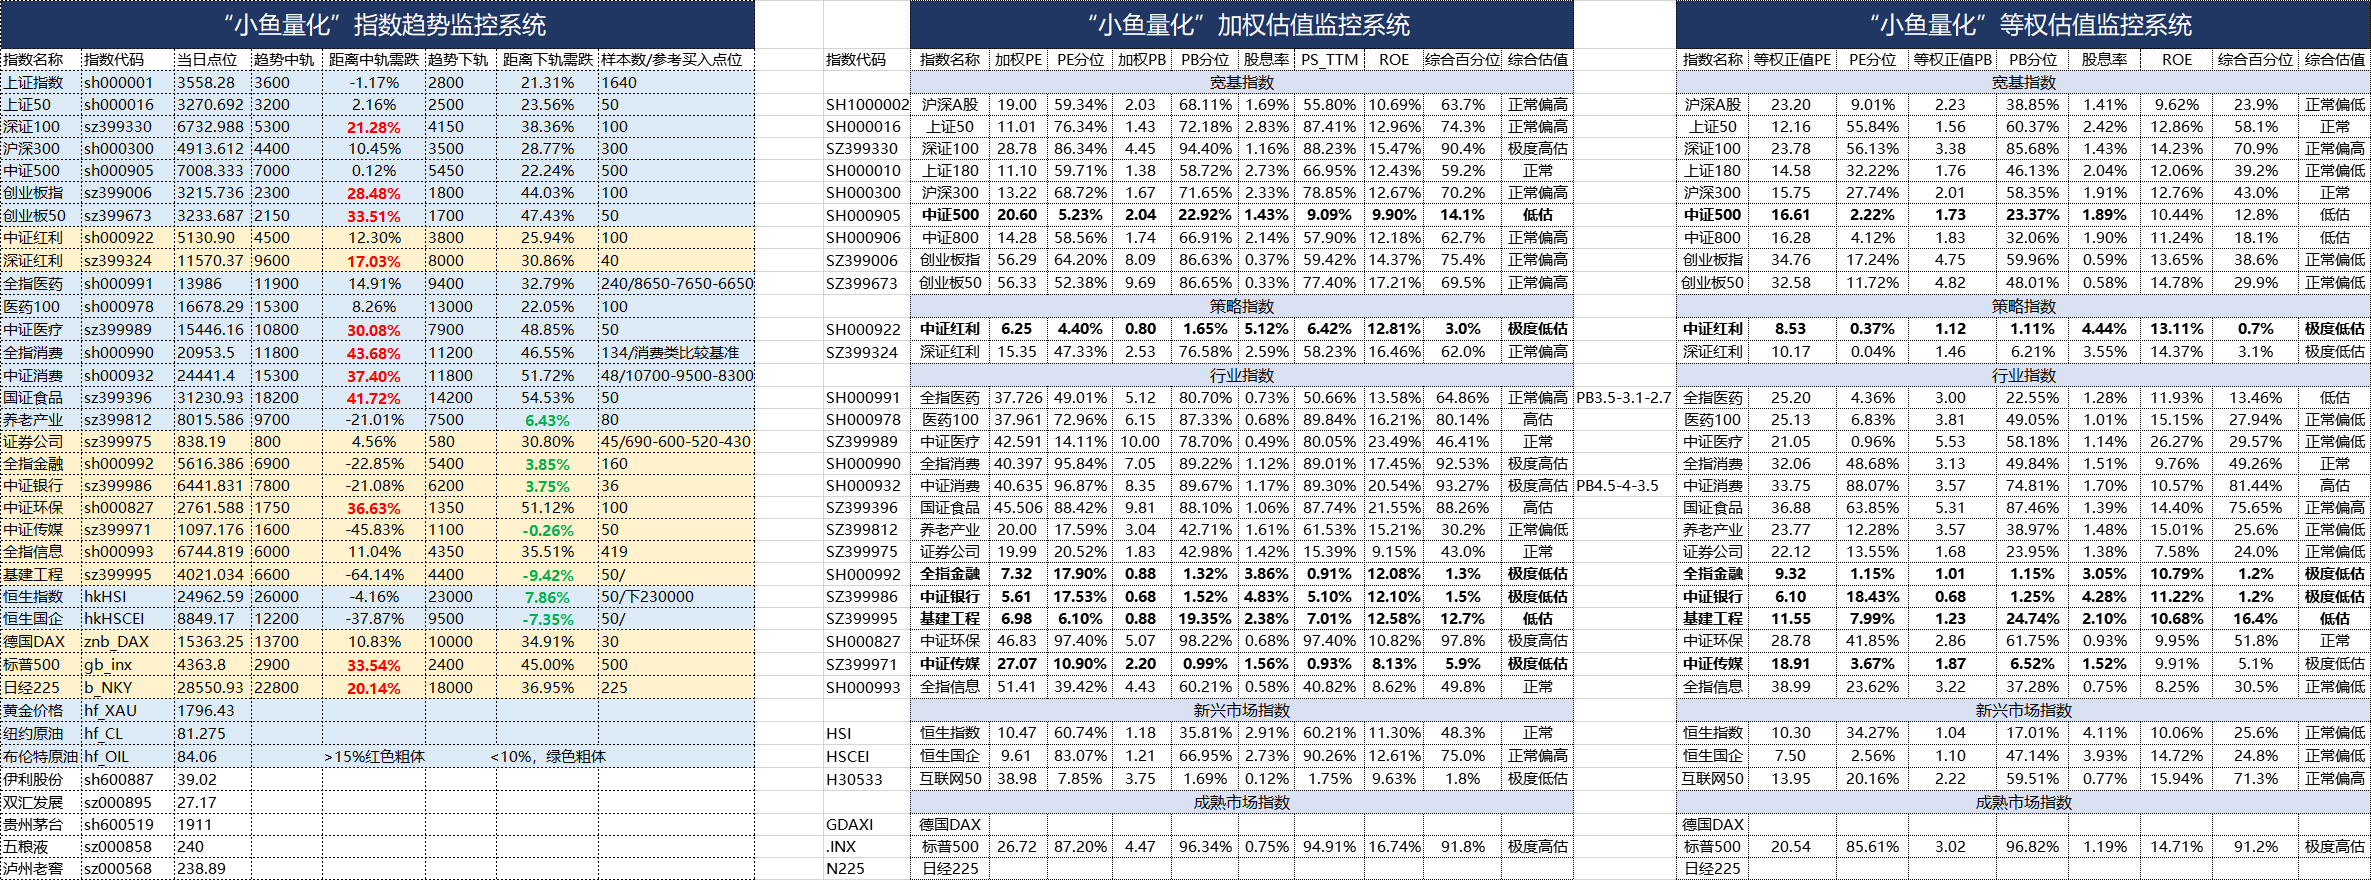 “小鱼量化”指数趋势监控系统
指数名称 指数代码 当日点位 趋势中轨 距离中轨需跌 趋势下轨 距离下轨需跌 样本数/参考买入点位
上证指数 sh000001 3558.28 3600 -1.17% 2800 21.31% 1640
上证50 sh000016 3270.692 3200 2.16% 2500 23.56% 50
深证100 sz399330 6732.988 5300 21.28% 4150 38.36% 100
沪深300 sh000300 4913.612 4400 10.45% 3500 28.77% 300
中证500 sh000905 7008.333 7000 0.12% 5450 22.24% 500
创业板指 sz399006 3215.736 2300 28.48% 1800 44.03% 100
创业板50 sz399673 3233.687 2150 33.51% 1700 47.43% 50
中证红利 sh000922 5130.90 4500 12.30% 3800 25.94% 100
深证红利 sz399324 11570.37 9600 17.03% 8000 30.86% 40
全指医药 sh000991 13986 11900 14.91% 9400 32.79% 240/8650-7650-6650
医药100 sh000978 16678.29 15300 8.26% 13000 22.05% 100
中证医疗 sz399989 15446.16 10800 30.08% 7900 48.85% 50
全指消费 sh000990 20953.5 11800 43.68% 11200 46.55% 134/消费类比较基准
中证消费 sh000932 24441.4 15300 37.40% 11800 51.72% 48/10700-9500-8300
国证食品 sz399396 31230.93 18200 41.72% 14200 54.53% 50
养老产业 sz399812 8015.586 9700 -21.01% 7500 6.43% 80
证券公司 sz399975 838.19 800 4.56% 580 30.80% 45/690-600-520-430
全指金融 sh000992 5616.386 6900 -22.85% 5400 3.85% 160
中证银行 sz399986 6441.831 7800 -21.08% 6200 3.75% 36
中证环保 sh000827 2761.588 1750 36.63% 1350 51.12% 100
中证传媒 sz399971 1097.176 1600 -45.83% 1100 -0.26% 50
全指信息 sh000993 6744.819 6000 11.04% 4350 35.51% 419
基建工程 sz399995 4021.034 6600 -64.14% 4400 -9.42% 50/
恒生指数 hkHSI 24962.59 26000 -4.16% 23000 7.86% 50/下230000
恒生国企 hkHSCEI 8849.17 12200 -37.87% 9500 -7.35% 50/
德国DAX znb_DAX 15363.25 13700 10.83% 10000 34.91% 30
标普500 gb_inx 4363.8 2900 33.54% 2400 45.00% 500
日经225 b_NKY 28550.93 22800 20.14% 18000 36.95% 225
黄金价格 hf_XAU 1796.43
纽约原油 hf_CL 81.275
布伦特原油 hf_OIL 84.06 >15%红色粗体 <10%，绿色粗体
伊利股份 sh600887 39.02
双汇发展 sz000895 27.17
贵州茅台 sh600519 1911
五粮液 sz000858 240
泸州老窖 sz000568 238.89
“小鱼量化”加权估值监控系统
指数代码 指数名称 加权PE PE分位 加权PB PB分位 股息率 PS_TTM ROE 综合百分位 综合估值
宽基指数
SH1000002 沪深A股 19.00 59.34% 2.03 68.11% 1.69% 55.80% 10.69% 63.7% 正常偏高
SH000016 上证50 11.01 76.34% 1.43 72.18% 2.83% 87.41% 12.96% 74.3% 正常偏高
SZ399330 深证100 28.78 86.34% 4.45 94.40% 1.16% 88.23% 15.47% 90.4% 极度高估
SH000010 上证180 11.10 59.71% 1.38 58.72% 2.73% 66.95% 12.43% 59.2% 正常
SH000300 沪深300 13.22 68.72% 1.67 71.65% 2.33% 78.85% 12.67% 70.2% 正常偏高
SH000905 中证500 20.60 5.23% 2.04 22.92% 1.43% 9.09% 9.90% 14.1% 低估
SH000906 中证800 14.28 58.56% 1.74 66.91% 2.14% 57.90% 12.18% 62.7% 正常偏高
SZ399006 创业板指 56.29 64.20% 8.09 86.63% 0.37% 59.42% 14.37% 75.4% 正常偏高
SZ399673 创业板50 56.33 52.38% 9.69 86.65% 0.33% 77.40% 17.21% 69.5% 正常偏高
策略指数
SH000922 中证红利 6.25 4.40% 0.80 1.65% 5.12% 6.42% 12.81% 3.0% 极度低估
SZ399324 深证红利 15.35 47.33% 2.53 76.58% 2.59% 58.23% 16.46% 62.0% 正常偏高
行业指数
SH000991 全指医药 37.726 49.01% 5.12 80.70% 0.73% 50.66% 13.58% 64.86% 正常偏高 PB3.5-3.1-2.7
SH000978 医药100 37.961 72.96% 6.15 87.33% 0.68% 89.84% 16.21% 80.14% 高估
SZ399989 中证医疗 42.591 14.11% 10.00 78.70% 0.49% 80.05% 23.49% 46.41% 正常
SH000990 全指消费 40.397 95.84% 7.05 89.22% 1.12% 89.01% 17.45% 92.53% 极度高估
SH000932 中证消费 40.635 96.87% 8.35 89.67% 1.17% 89.30% 20.54% 93.27% 极度高估 PB4.5-4-3.5
SZ399396 国证食品 45.506 88.42% 9.81 88.10% 1.06% 87.74% 21.55% 88.26% 高估
SZ399812 养老产业 20.00 17.59% 3.04 42.71% 1.61% 61.53% 15.21% 30.2% 正常偏低
SZ399975 证券公司 19.99 20.52% 1.83 42.98% 1.42% 15.39% 9.15% 43.0% 正常
SH000992 全指金融 7.32 17.90% 0.88 1.32% 3.86% 0.91% 12.08% 1.3% 极度低估
SZ399986 中证银行 5.61 17.53% 0.68 1.52% 4.83% 5.10% 12.10% 1.5% 极度低估
SZ399995 基建工程 6.98 6.10% 0.88 19.35% 2.38% 7.01% 12.58% 12.7% 低估
SH000827 中证环保 46.83 97.40% 5.07 98.22% 0.68% 97.40% 10.82% 97.8% 极度高估
SZ399971 中证传媒 27.07 10.90% 2.20 0.99% 1.56% 0.93% 8.13% 5.9% 极度低估
SH000993 全指信息 51.41 39.42% 4.43 60.21% 0.58% 40.82% 8.62% 49.8% 正常
新兴市场指数
HSI 恒生指数 10.47 60.74% 1.18 35.81% 2.91% 60.21% 11.30% 48.3% 正常
HSCEI 恒生国企 9.61 83.07% 1.21 66.95% 2.73% 90.26% 12.61% 75.0% 正常偏高
H30533 互联网50 38.98 7.85% 3.75 1.69% 0.12% 1.75% 9.63% 1.8% 极度低估
成熟市场指数
GDAXI 德国DAX
.INX 标普500 26.72 87.20% 4.47 96.34% 0.75% 94.91% 16.74% 91.8% 极度高估
N225 日经225
“小鱼量化”等权估值监控系统
指数名称 等权正值PE PE分位 等权正值PB PB分位 股息率 ROE 综合百分位 综合估值
宽基指数
沪深A股 23.20 9.01% 2.23 38.85% 1.41% 9.62% 23.9% 正常偏低
上证50 12.16 55.84% 1.56 60.37% 2.42% 12.86% 58.1% 正常
深证100 23.78 56.13% 3.38 85.68% 1.43% 14.23% 70.9% 正常偏高
上证180 14.58 32.22% 1.76 46.13% 2.04% 12.06% 39.2% 正常偏低
沪深300 15.75 27.74% 2.01 58.35% 1.91% 12.76% 43.0% 正常
中证500 16.61 2.22% 1.73 23.37% 1.89% 10.44% 12.8% 低估
中证800 16.28 4.12% 1.83 32.06% 1.90% 11.24% 18.1% 低估
创业板指 34.76 17.24% 4.75 59.96% 0.59% 13.65% 38.6% 正常偏低
创业板50 32.58 11.72% 4.82 48.01% 0.58% 14.78% 29.9% 正常偏低
策略指数
中证红利 8.53 0.37% 1.12 1.11% 4.44% 13.11% 0.7% 极度低估
深证红利 10.17 0.04% 1.46 6.21% 3.55% 14.37% 3.1% 极度低估
行业指数
全指医药 25.20 4.36% 3.00 22.55% 1.28% 11.93% 13.46% 低估
医药100 25.13 6.83% 3.81 49.05% 1.01% 15.15% 27.94% 正常偏低
中证医疗 21.05 0.96% 5.53 58.18% 1.14% 26.27% 29.57% 正常偏低
全指消费 32.06 48.68% 3.13 49.84% 1.51% 9.76% 49.26% 正常
中证消费 33.75 88.07% 3.57 74.81% 1.70% 10.57% 81.44% 高估
国证食品 36.88 63.85% 5.31 87.46% 1.39% 14.40% 75.65% 正常偏高
养老产业 23.77 12.28% 3.57 38.97% 1.48% 15.01% 25.6% 正常偏低
证券公司 22.12 13.55% 1.68 23.95% 1.38% 7.58% 24.0% 正常偏低
全指金融 9.32 1.15% 1.01 1.15% 3.05% 10.79% 1.2% 极度低估
中证银行 6.10 18.43% 0.68 1.25% 4.28% 11.22% 1.2% 极度低估
基建工程 11.55 7.99% 1.23 24.74% 2.10% 10.68% 16.4% 低估
中证环保 28.78 41.85% 2.86 61.75% 0.93% 9.95% 51.8% 正常
中证传媒 18.91 3.67% 1.87 6.52% 1.52% 9.91% 5.1% 极度低估
全指信息 38.99 23.62% 3.22 37.28% 0.75% 8.25% 30.5% 正常偏低
新兴市场指数
恒生指数 10.30 34.27% 1.04 17.01% 4.11% 10.06% 25.6% 正常偏低
恒生国企 7.50 2.56% 1.10 47.14% 3.93% 14.72% 24.8% 正常偏低
互联网50 13.95 20.16% 2.22 59.51% 0.77% 15.94% 71.3% 正常偏高
成熟市场指数
德国DAX
标普500 20.54 85.61% 3.02 96.82% 1.19% 14.71% 91.2% 极度高估
日经225